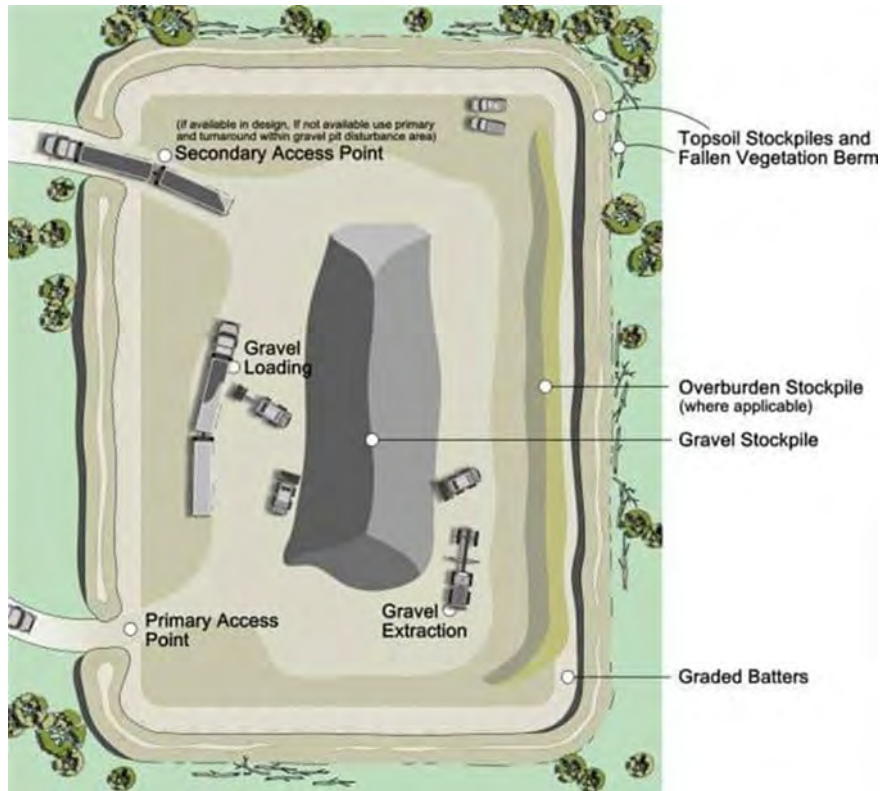 (if available in design, If not available use primary
and turnaround within gravel pit disturbance area)
Secondary Access Point
Topsoil Stockpiles and
Fallen Vegetation Berm
Gravel
Loading
Overburden Stockpile
(where applicable)
Gravel Stockpile
Gravel
Extraction
Primary Access
Point
Graded Batters